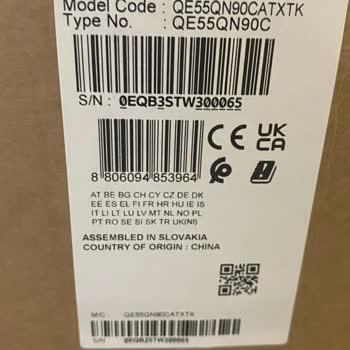 Model Code : QE55QN90CATXTK
Type No. : QE55QN90C
S/N : 0EQB3STW300065
CE UK CA
8 806094 853964
AT BE BG CH CY CZ DE DK
EE ES EL FI FR HR HU IE IS
IT LI LT LU LV MT NL NO PL
PT RO SE SI SK TR UK(NI)
ASSEMBLED IN SLOVAKIA
COUNTRY OF ORIGIN : CHINA
M/C : QE55QN90CATXTK
S/N : 0EQB3STW300065